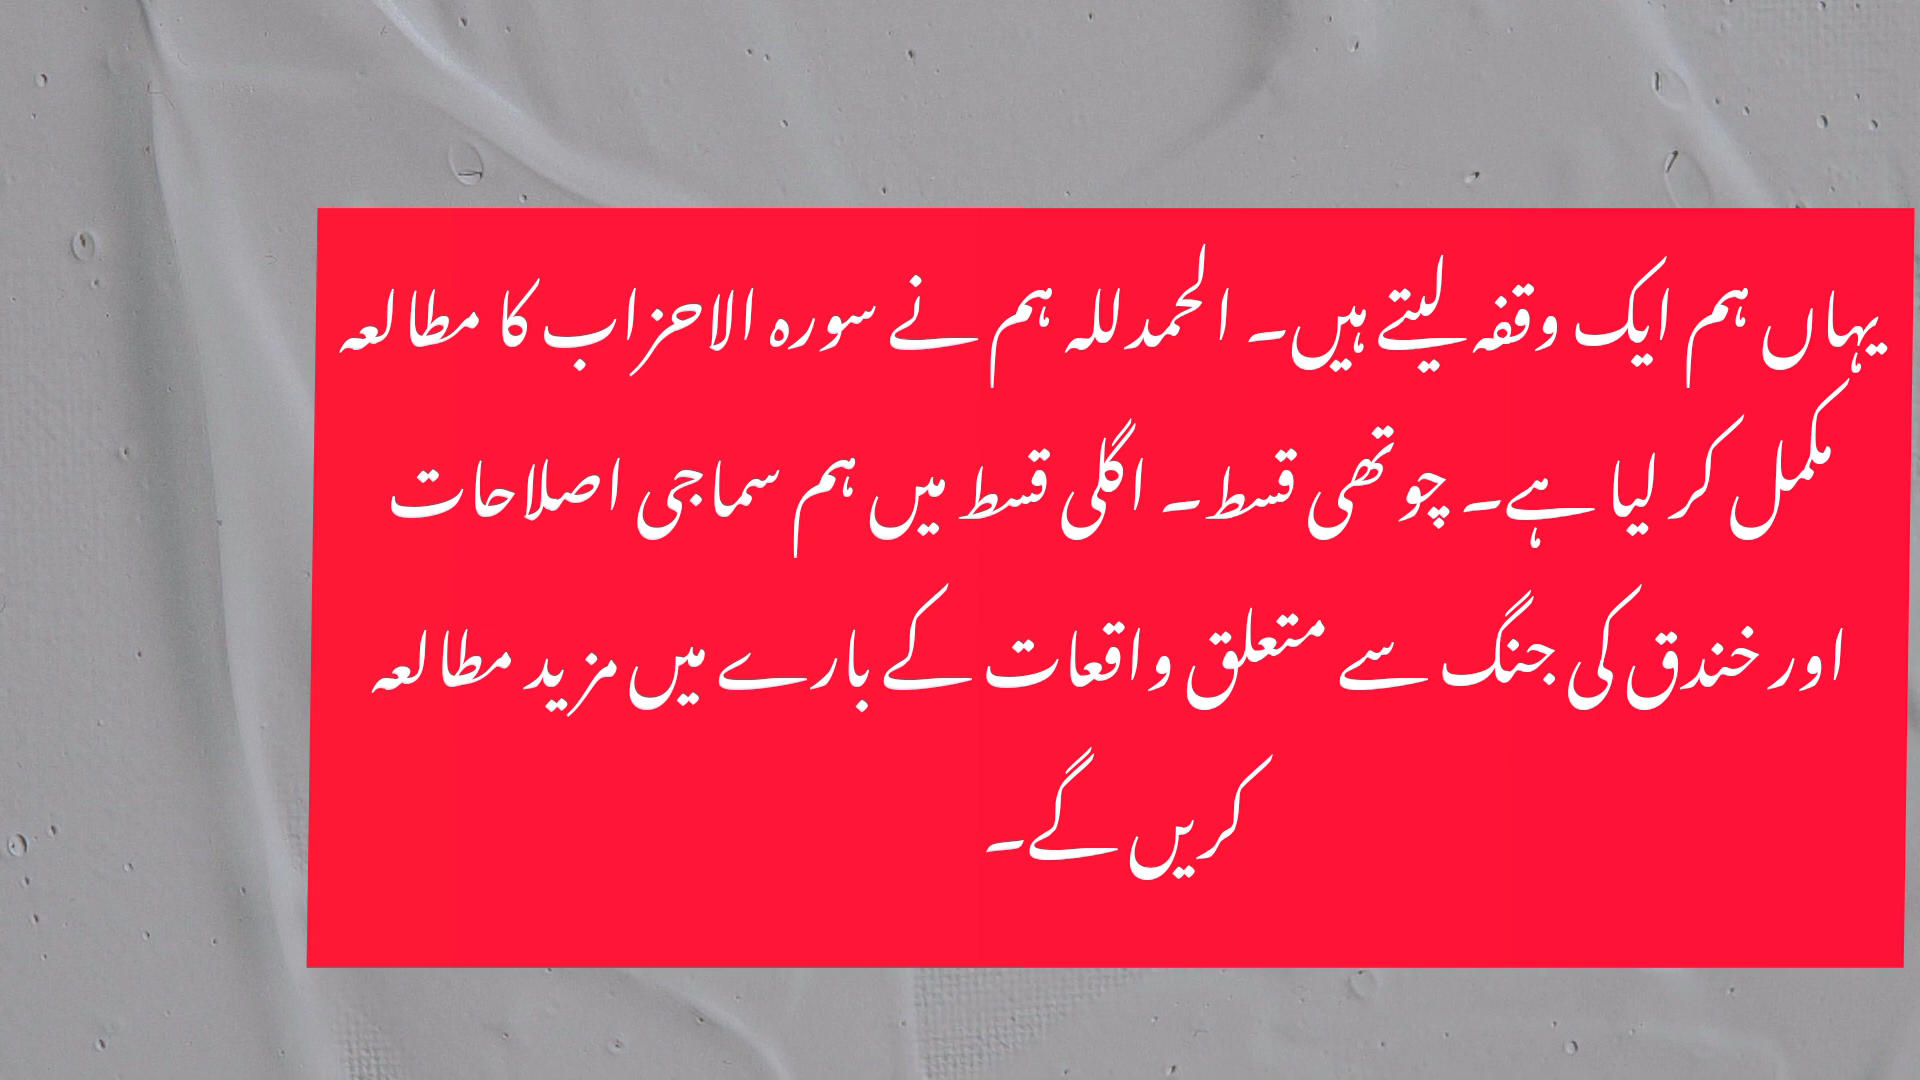 یہاں ہم ایک وقفہ لیتے ہیں۔ الحمدللہ ہم نے سورہ الاحزاب کا مطالعہ
مکمل کر لیا ہے۔ چوتھی قسط۔ اگلی قسط میں ہم سماجی اصلاحات
اور خندق کی جنگ سے متعلق واقعات کے بارے میں مزید مطالعہ
کریں گے۔